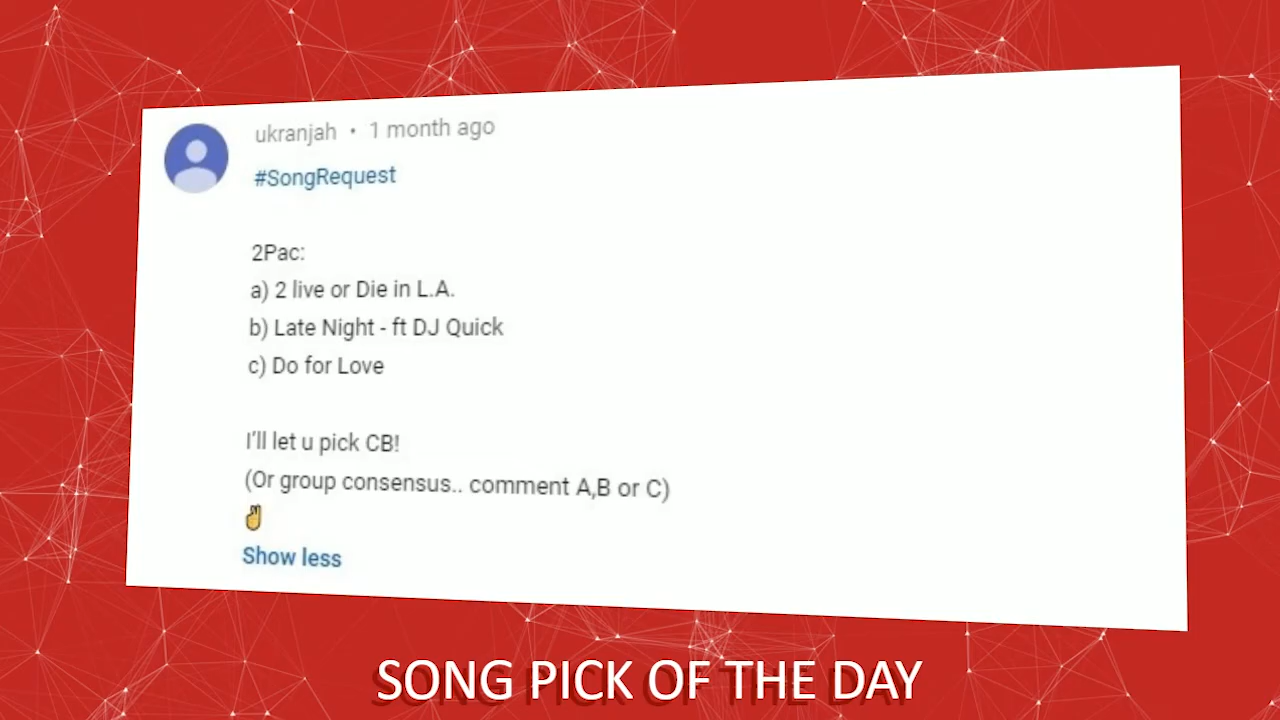 ukranjah • 1 month ago
#SongRequest
2Pac:
a) 2 live or Die in L.A.
b) Late Night - ft DJ Quick
c) Do for Love
I'll let u pick CB!
(Or group consensus.. comment A,B or C)
✌
Show less
SONG PICK OF THE DAY